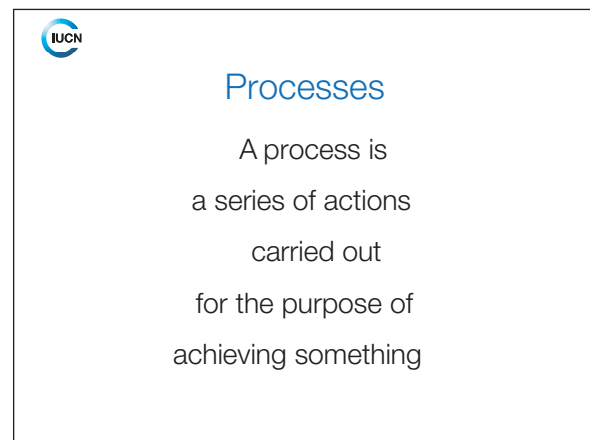 IUCN
Processes
A process is
a series of actions
carried out
for the purpose of
achieving something